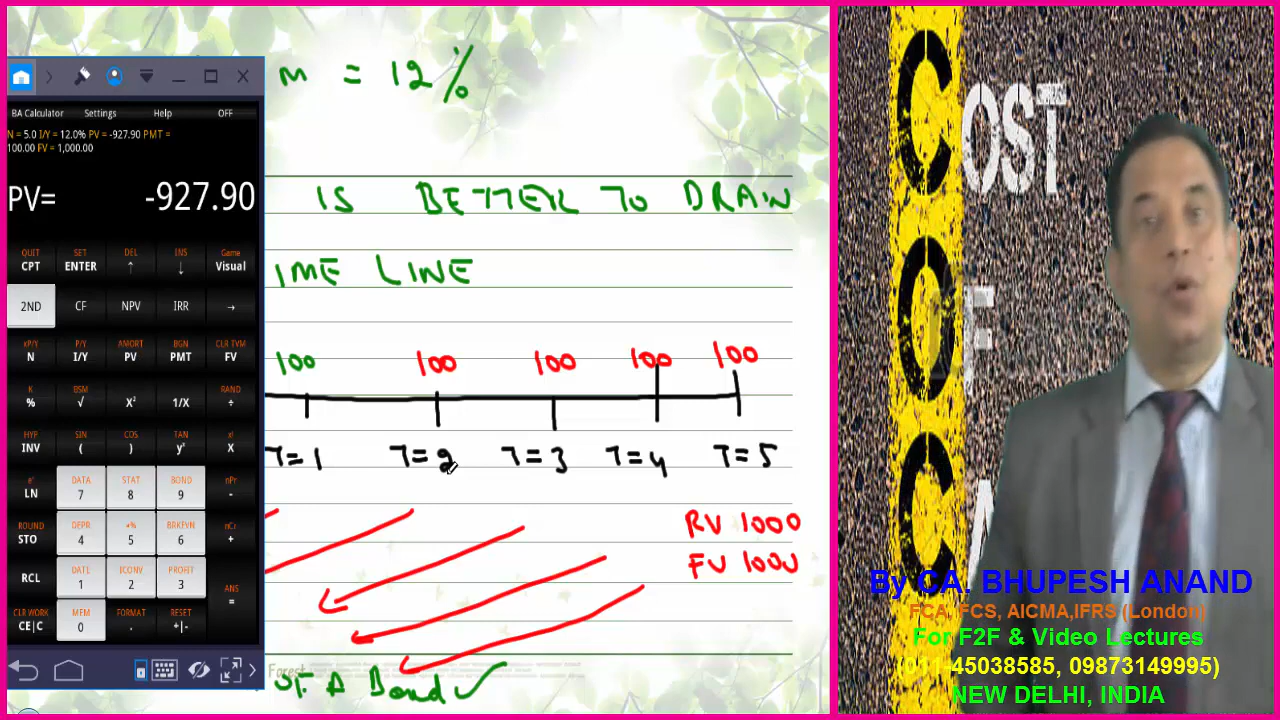 m = 12%
BA Calculator Settings Help OFF
N = 5.0 I/Y = 12.0% PV = -927.90 PMT =
100.00 FV = 1,000.00
PV= -927.90
QUIT SET DEL INS Game
CPT ENTER ↑ ↓ Visual
2ND CF NPV IRR →
xP/Y P/Y AMORT BGN CLR TVM
N I/Y PV PMT FV
K BSM RAND
% √ X² 1/X ÷
HYP SIN COS TAN x!
INV ( ) yˣ X
eˣ DATA STAT BOND nPr
LN 7 8 9 -
ROUND DEPR Δ% BRKEVN nCr
STO 4 5 6 +
DATE ICONV PROFIT ANS
RCL 1 2 3 =
CLR WORK MEM FORMAT RESET
CE|C 0 . +|-
IS BETTER TO DRAW
IME LINE
100 100 100 100 100
T=1 T=2 T=3 T=4 T=5
RV 1000
FV 1000
Forest
OF A Bond ✓
COST
OF
CA
By CA. BHUPESH ANAND
FCA, FCS, AICMA,IFRS (London)
For F2F & Video Lectures
(011-45038585, 09873149995)
NEW DELHI, INDIA